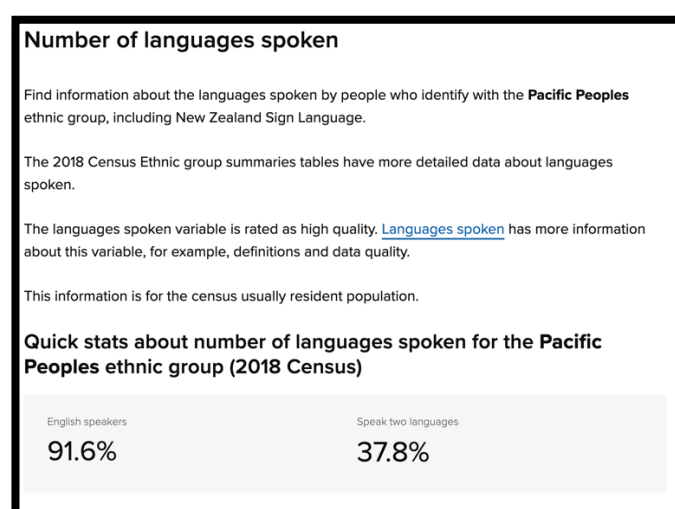 Number of languages spoken
Find information about the languages spoken by people who identify with the Pacific Peoples
ethnic group, including New Zealand Sign Language.
The 2018 Census Ethnic group summaries tables have more detailed data about languages
spoken.
The languages spoken variable is rated as high quality. Languages spoken has more information
about this variable, for example, definitions and data quality.
This information is for the census usually resident population.
Quick stats about number of languages spoken for the Pacific
Peoples ethnic group (2018 Census)
English speakers
91.6%
Speak two languages
37.8%